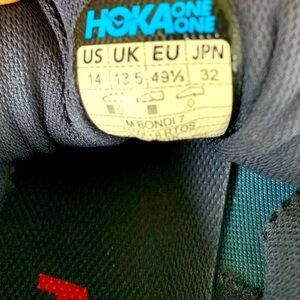 HOKA ONE ONE
US UK EU JPN
14 13.5 49⅓ 32
M BONDI 7